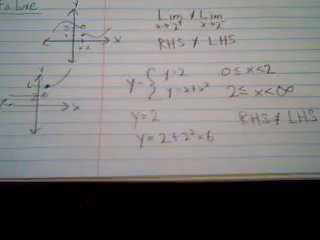 Failure
Lim x→2⁺ ≠ Lim x→2⁻
RHS ≠ LHS
y = { y=2 0≤x<2
y=x+x² 2≤x<∞
y=2
RHS ≠ LHS
y=2+2²=6